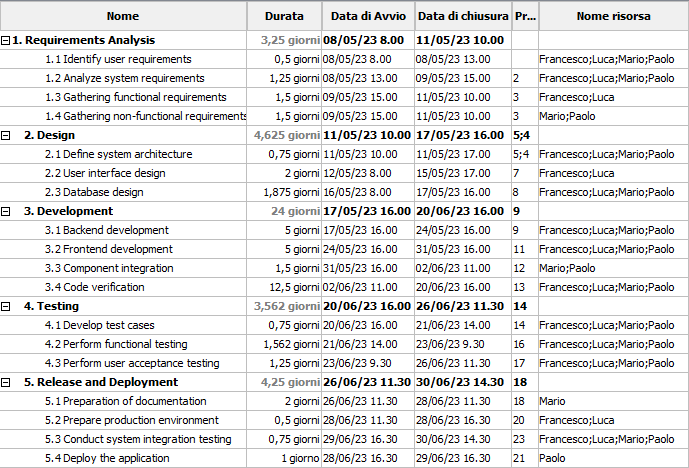 Nome Durata Data di Avvio Data di chiusura Pr... Nome risorsa
1. Requirements Analysis 3,25 giorni 08/05/23 8.00 11/05/23 10.00
1.1 Identify user requirements 0,5 giorni 08/05/23 8.00 08/05/23 13.00 Francesco;Luca;Mario;Paolo
1.2 Analyze system requirements 1,25 giorni 08/05/23 13.00 09/05/23 15.00 2 Francesco;Luca;Mario;Paolo
1.3 Gathering functional requirements 1,5 giorni 09/05/23 15.00 11/05/23 10.00 3 Francesco;Luca
1.4 Gathering non-functional requirements 1,5 giorni 09/05/23 15.00 11/05/23 10.00 3 Mario;Paolo
2. Design 4,625 giorni 11/05/23 10.00 17/05/23 16.00 5;4
2.1 Define system architecture 0,75 giorni 11/05/23 10.00 11/05/23 17.00 5;4 Francesco;Luca;Mario;Paolo
2.2 User interface design 2 giorni 12/05/23 8.00 15/05/23 17.00 7 Francesco;Luca
2.3 Database design 1,875 giorni 16/05/23 8.00 17/05/23 16.00 8 Francesco;Luca;Mario;Paolo
3. Development 24 giorni 17/05/23 16.00 20/06/23 16.00 9
3.1 Backend development 5 giorni 17/05/23 16.00 24/05/23 16.00 9 Francesco;Luca;Mario;Paolo
3.2 Frontend development 5 giorni 24/05/23 16.00 31/05/23 16.00 11 Francesco;Luca;Mario;Paolo
3.3 Component integration 1,5 giorni 31/05/23 16.00 02/06/23 11.00 12 Mario;Paolo
3.4 Code verification 12,5 giorni 02/06/23 11.00 20/06/23 16.00 13 Francesco;Luca;Mario;Paolo
4. Testing 3,562 giorni 20/06/23 16.00 26/06/23 11.30 14
4.1 Develop test cases 0,75 giorni 20/06/23 16.00 21/06/23 14.00 14 Francesco;Luca;Mario;Paolo
4.2 Perform functional testing 1,562 giorni 21/06/23 14.00 23/06/23 9.30 16 Francesco;Luca;Mario;Paolo
4.3 Perform user acceptance testing 1,25 giorni 23/06/23 9.30 26/06/23 11.30 17 Francesco;Luca;Mario;Paolo
5. Release and Deployment 4,25 giorni 26/06/23 11.30 30/06/23 14.30 18
5.1 Preparation of documentation 2 giorni 26/06/23 11.30 28/06/23 11.30 18 Mario
5.2 Prepare production environment 0,5 giorni 28/06/23 11.30 28/06/23 16.30 20 Francesco;Luca
5.3 Conduct system integration testing 0,75 giorni 29/06/23 16.30 30/06/23 14.30 23 Francesco;Luca;Mario;Paolo
5.4 Deploy the application 1 giorno 28/06/23 16.30 29/06/23 16.30 21 Paolo